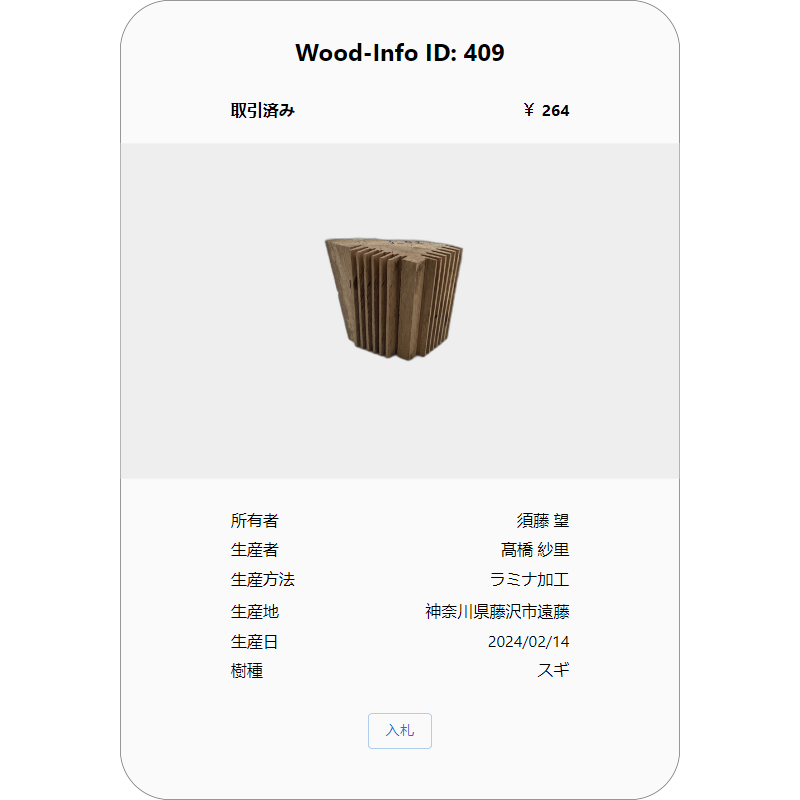 Wood-Info ID: 409
取引済み ￥ 264
所有者 須藤 望
生産者 髙橋 紗里
生産方法 ラミナ加工
生産地 神奈川県藤沢市遠藤
生産日 2024/02/14
樹種 スギ
入札